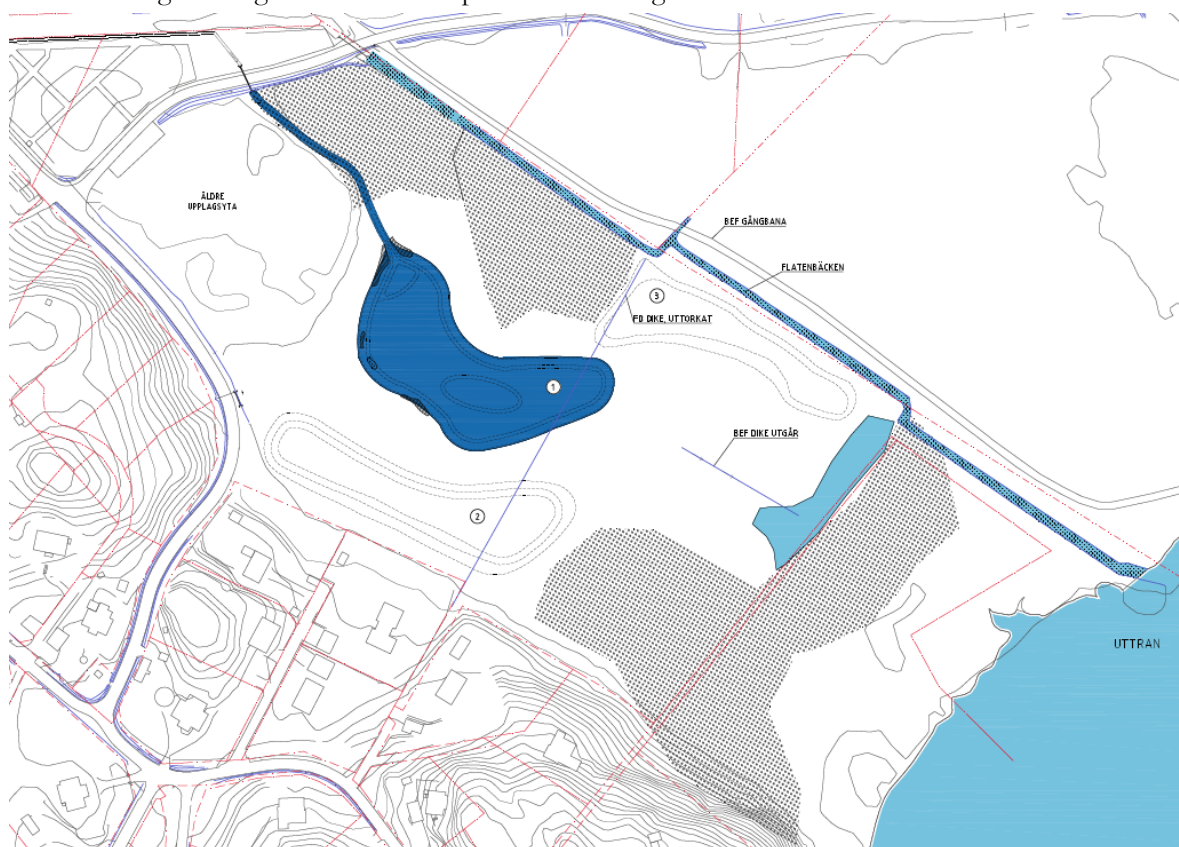 ÄLDRE
UPPLAGSYTA
BEF GÅNGBANA
FLATENBÄCKEN
3
FD DIKE, UTTORKAT
1
BEF DIKE UTGÅR
2
UTTRAN